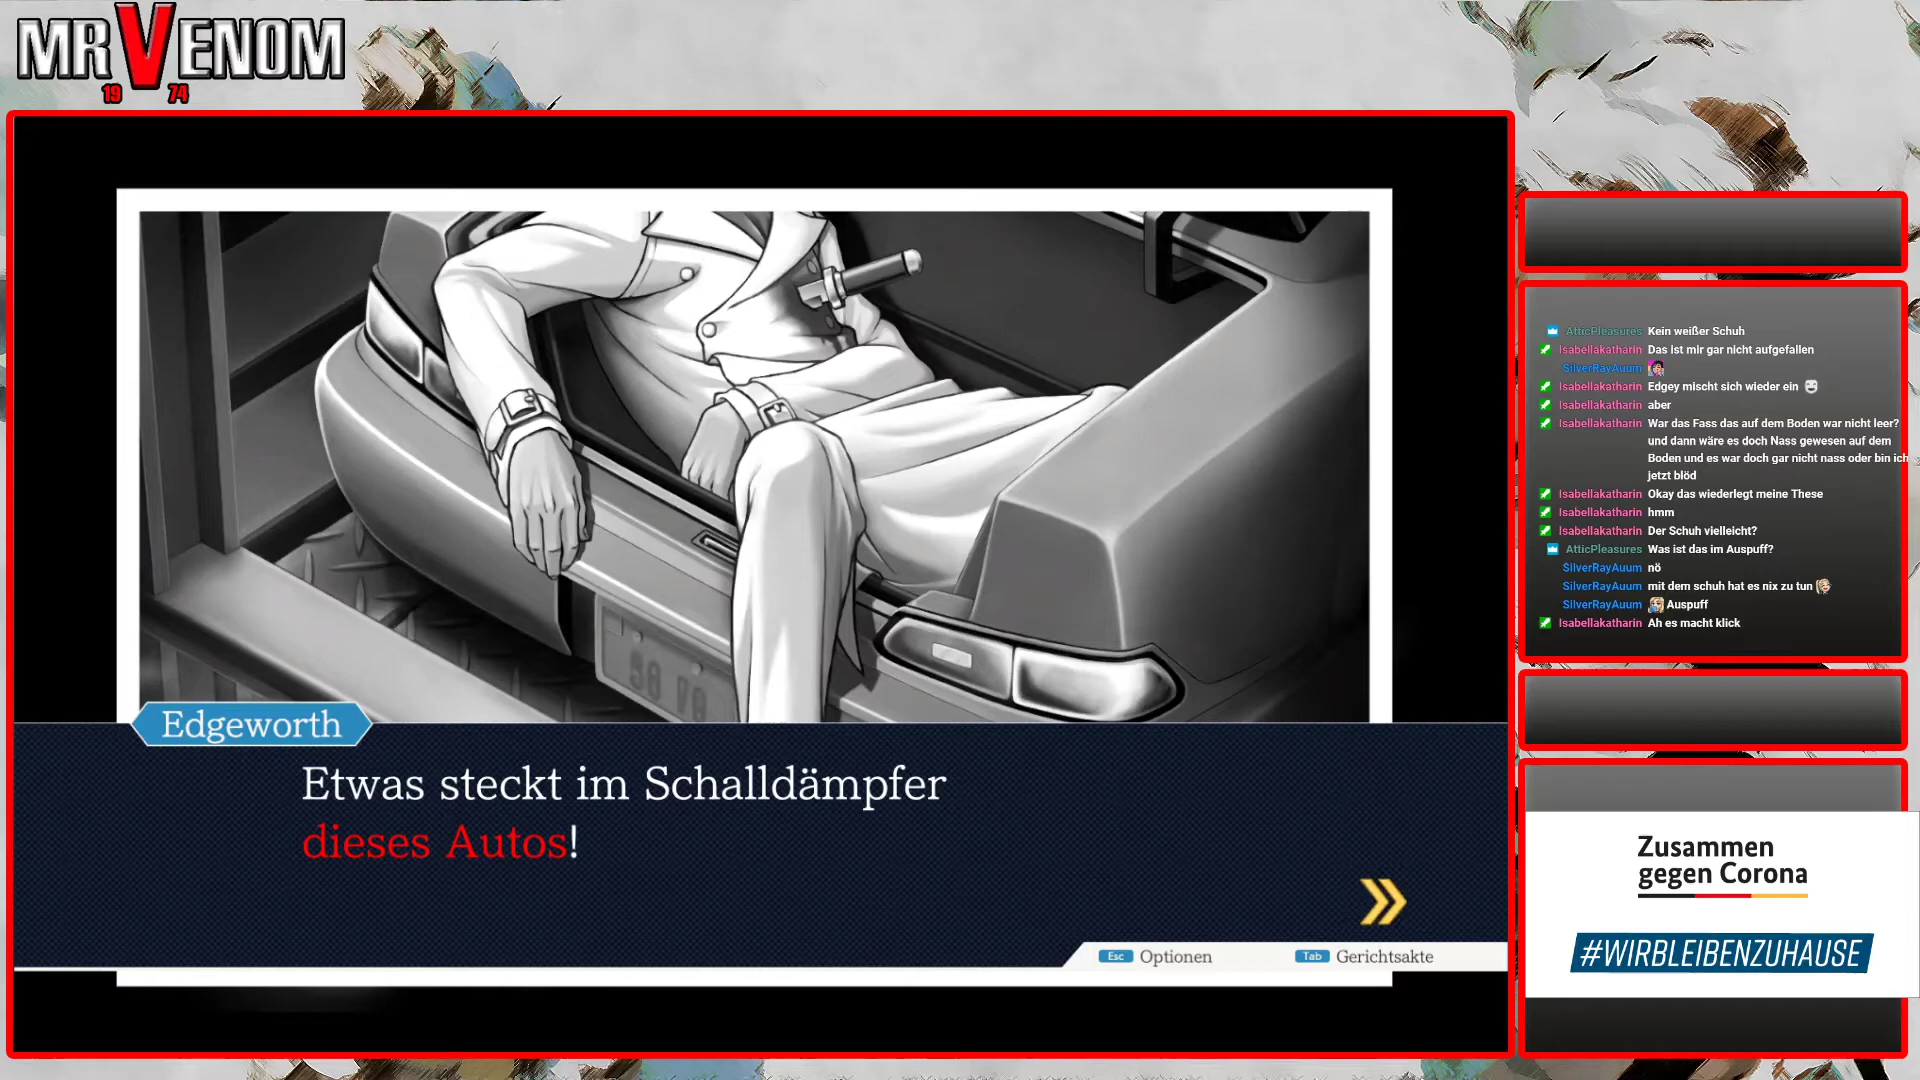 MRVENOM
19 74
Edgeworth
Etwas steckt im Schalldämpfer
dieses Autos!
Esc Optionen Tab Gerichtsakte
AtticPleasures Kein weißer Schuh
Isabellakatharin Das ist mir gar nicht aufgefallen
SilverRayAuum
Isabellakatharin Edgey mischt sich wieder ein
Isabellakatharin aber
Isabellakatharin War das Fass das auf dem Boden war nicht leer?
und dann wäre es doch Nass gewesen auf dem
Boden und es war doch gar nicht nass oder bin ich
jetzt blöd
Isabellakatharin Okay das wiederlegt meine These
Isabellakatharin hmm
Isabellakatharin Der Schuh vielleicht?
AtticPleasures Was ist das im Auspuff?
SilverRayAuum nö
SilverRayAuum mit dem schuh hat es nix zu tun
SilverRayAuum Auspuff
Isabellakatharin Ah es macht klick
Zusammen
gegen Corona
#WIRBLEIBENZUHAUSE